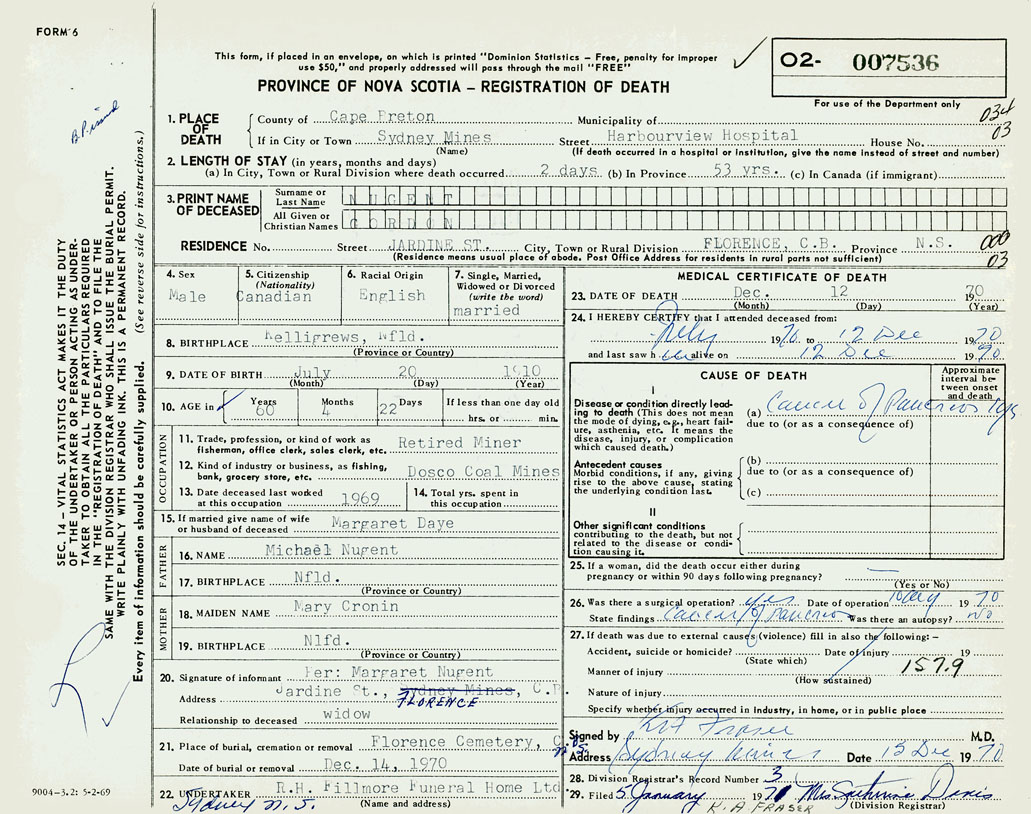 FORM 6
This form, if placed in an envelope, on which is printed "Dominion Statistics – Free, penalty for improper
use $50," and properly addressed will pass through the mail "FREE"
O2- 007536
PROVINCE OF NOVA SCOTIA – REGISTRATION OF DEATH
For use of the Department only
034
03
1. PLACE OF DEATH
County of Cape Breton Municipality of
If in City or Town Sydney Mines Street Harbourview Hospital House No.
(Name) (If death occurred in a hospital or institution, give the name instead of street and number)
2. LENGTH OF STAY (in years, months and days)
(a) In City, Town or Rural Division where death occurred 2 days (b) In Province 53 yrs. (c) In Canada (if immigrant)
3. PRINT NAME OF DECEASED
Surname or Last Name NUGENT
All Given or Christian Names GORDON
RESIDENCE No. Street JARDINE ST. City, Town or Rural Division FLORENCE, C.B. Province N.S.
(Residence means usual place of abode. Post Office Address for residents in rural parts not sufficient)
000
03
4. Sex
Male
5. Citizenship
(Nationality)
Canadian
6. Racial Origin
English
7. Single, Married,
Widowed or Divorced
(write the word)
married
8. BIRTHPLACE Kelligrews, Nfld.
(Province or Country)
9. DATE OF BIRTH July 20 1910
(Month) (Day) (Year)
10. AGE in Years 60 Months 4 Days 22 If less than one day old
hrs. or min.
OCCUPATION
11. Trade, profession, or kind of work as
fisherman, office clerk, sales clerk, etc. Retired Miner
12. Kind of industry or business, as fishing,
bank, grocery store, etc. Dosco Coal Mines
13. Date deceased last worked
at this occupation 1969
14. Total yrs. spent in
this occupation
15. If married give name of wife
or husband of deceased Margaret Daye
FATHER
16. NAME Michael Nugent
17. BIRTHPLACE Nfld.
(Province or Country)
MOTHER
18. MAIDEN NAME Mary Cronin
19. BIRTHPLACE Nlfd.
(Province or Country)
20. Signature of informant Per: Margaret Nugent
Address Jardine St., Sydney Mines, C.B.
FLORENCE
Relationship to deceased widow
21. Place of burial, cremation or removal Florence Cemetery,
N.S.
Date of burial or removal Dec. 14, 1970
22. UNDERTAKER R.H. Fillmore Funeral Home Ltd
Sydney N.S. (Name and address)
MEDICAL CERTIFICATE OF DEATH
23. DATE OF DEATH Dec. 12 1970
(Month) (Day) (Year)
24. I HEREBY CERTIFY that I attended deceased from:
1970 to 12 Dec 1970
and last saw him alive on 12 Dec 1970
CAUSE OF DEATH
Approximate
interval be-
tween onset
and death
I
Disease or condition directly lead-
ing to death (This does not mean
the mode of dying, e.g., heart fail-
ure, asthenia, etc. It means the
disease, injury, or complication
which caused death.)
(a) Cancer of Pancreas
due to (or as a consequence of)
Antecedent causes
Morbid conditions, if any, giving
rise to the above cause, stating
the underlying condition last.
(b)
due to (or as a consequence of)
(c)
II
Other significant conditions
contributing to the death, but not
related to the disease or condi-
tion causing it.
25. If a woman, did the death occur either during
pregnancy or within 90 days following pregnancy? —
(Yes or No)
26. Was there a surgical operation? yes Date of operation May 1970
State findings Cancer of Pancreas Was there an autopsy? No
27. If death was due to external causes (violence) fill in also the following: –
Accident, suicide or homicide? Date of injury 19
(State which)
Manner of injury 157.9
(How sustained)
Nature of injury
Specify whether injury occurred in industry, in home, or in public place
Signed by K A Fraser M.D.
Address Sydney Mines Date 13 Dec 1970
28. Division Registrar's Record Number 3
29. Filed 5 January 1971 Mrs Catherine Davis
K. A FRASER (Division Registrar)
SEC. 14 – VITAL STATISTICS ACT MAKES IT THE DUTY
OF THE UNDERTAKER OR PERSON ACTING AS UNDER-
TAKER TO OBTAIN ALL THE PARTICULARS REQUIRED
IN THE "REGISTRATION OF DEATH" AND TO FILE THE
SAME WITH THE DIVISION REGISTRAR WHO SHALL ISSUE THE BURIAL PERMIT.
WRITE PLAINLY WITH UNFADING INK. THIS IS A PERMANENT RECORD.
Every item of information should be carefully supplied. (See reverse side for instructions.)
9004-3.2: 5-2-69